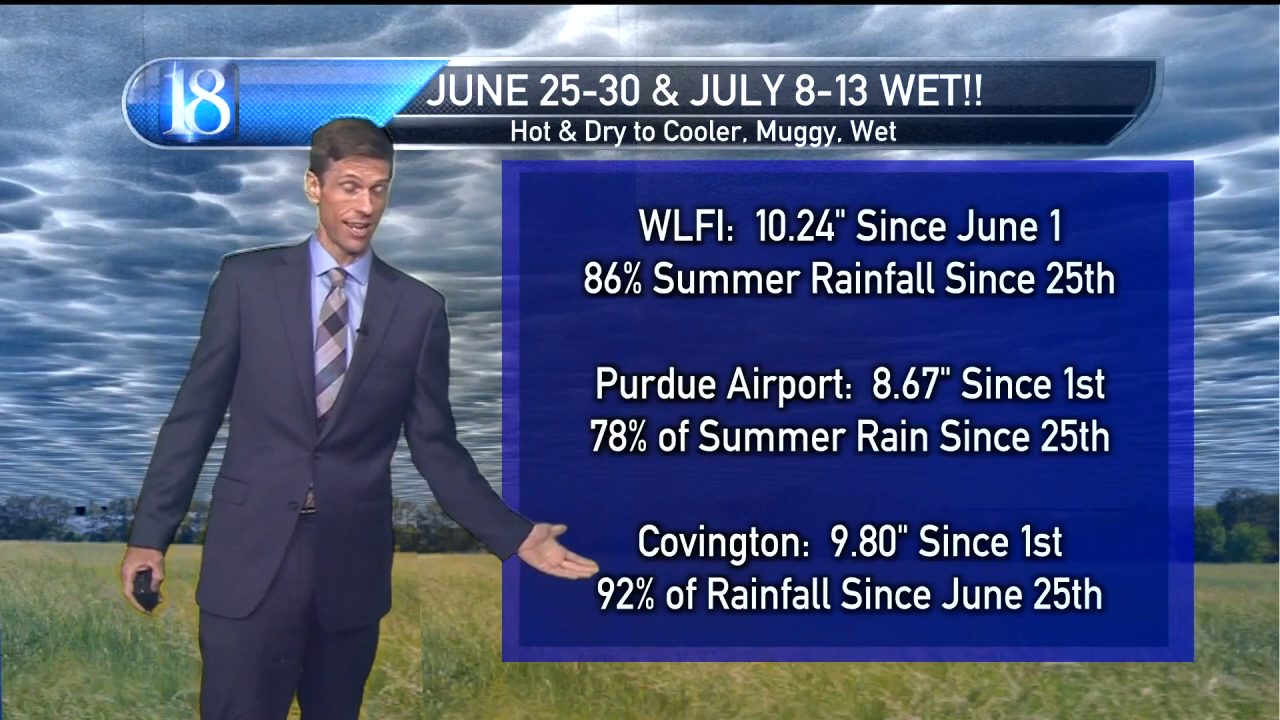 18
JUNE 25-30 & JULY 8-13 WET!!
Hot & Dry to Cooler, Muggy, Wet
WLFI:  10.24" Since June 1
86% Summer Rainfall Since 25th
Purdue Airport:  8.67" Since 1st
78% of Summer Rain Since 25th
Covington:  9.80" Since 1st
92% of Rainfall Since June 25th